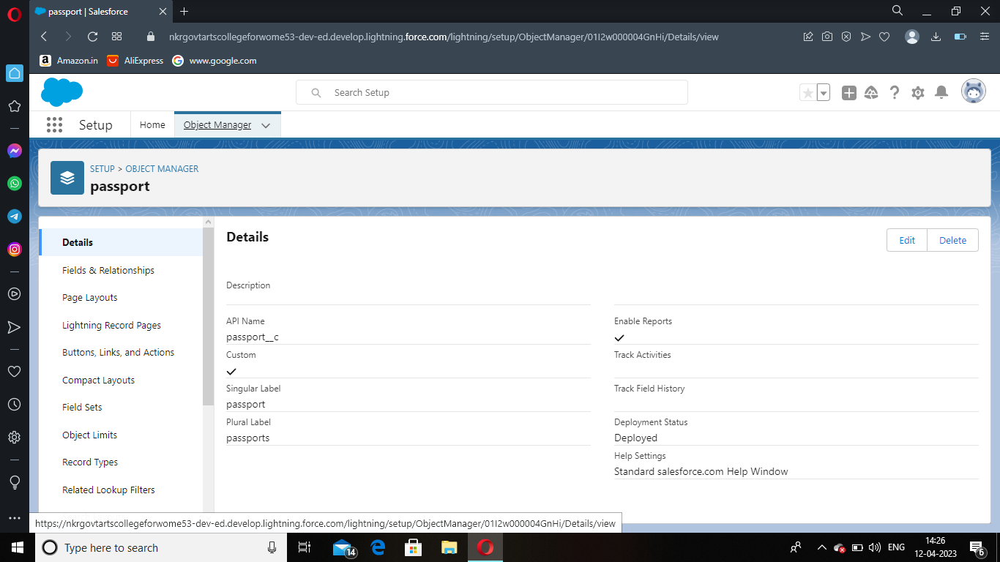 passport | Salesforce
nkrgovtartscollegeforwome53-dev-ed.develop.lightning.force.com/lightning/setup/ObjectManager/01I2w000004GnHi/Details/view
Amazon.in
AliExpress
www.google.com
Search Setup
Setup
Home
Object Manager
SETUP > OBJECT MANAGER
passport
Details
Fields & Relationships
Page Layouts
Lightning Record Pages
Buttons, Links, and Actions
Compact Layouts
Field Sets
Object Limits
Record Types
Related Lookup Filters
Details
Edit
Delete
Description
API Name
passport__c
Custom
Singular Label
passport
Plural Label
passports
Enable Reports
Track Activities
Track Field History
Deployment Status
Deployed
Help Settings
Standard salesforce.com Help Window
https://nkrgovtartscollegeforwome53-dev-ed.develop.lightning.force.com/lightning/setup/ObjectManager/01I2w000004GnHi/Details/view
Type here to search
14
ENG
14:26
12-04-2023
6